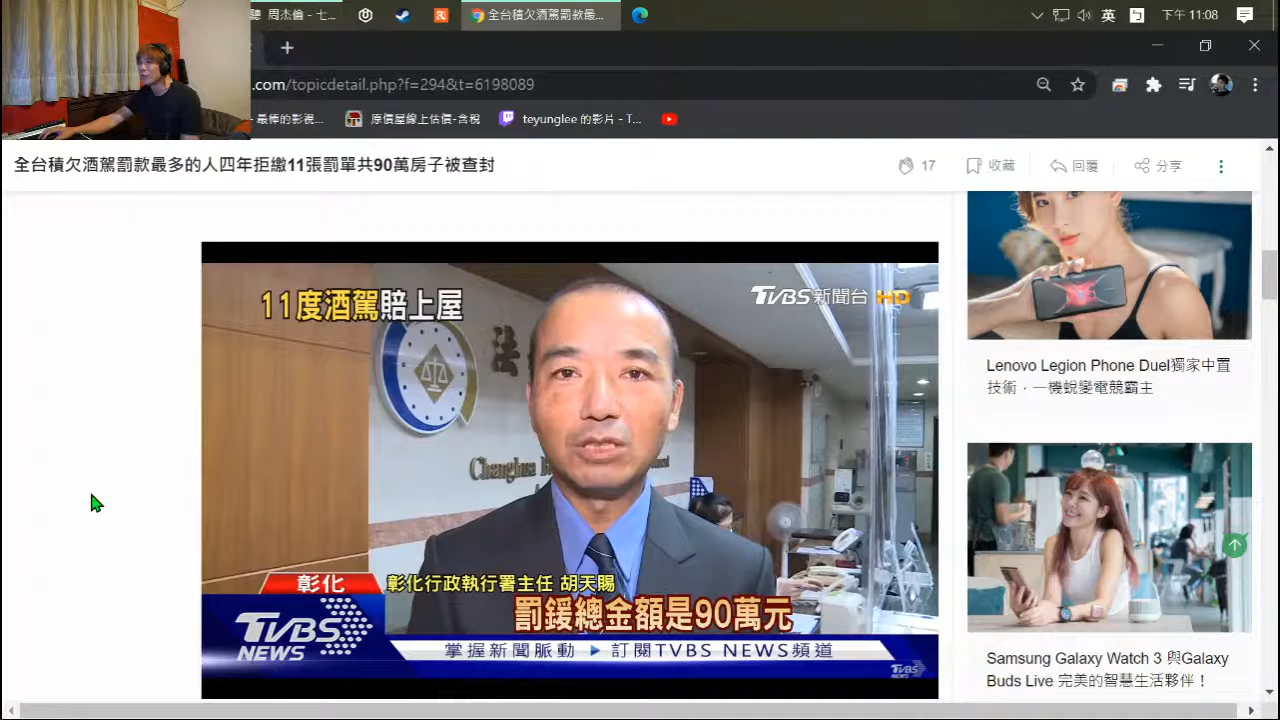 聽 周杰倫 - 七...
全台積欠酒駕罰款最多...
英
下午 11:08
.com/topicdetail.php?f=294&t=6198089
- 最棒的影視...
原價屋線上估價-含稅
teyunglee 的影片 - T...
全台積欠酒駕罰款最多的人四年拒繳11張罰單共90萬房子被查封
17
收藏
回覆
分享
11度酒駕賠上屋
TVBS新聞台 HD
法
Changhua
彰化
彰化行政執行署主任 胡天賜
罰鍰總金額是90萬元
TVBS NEWS
掌握新聞脈動 ▶ 訂閱TVBS NEWS頻道
TVBS NEWS
Lenovo Legion Phone Duel獨家中置
技術，一機蛻變電競霸主
Samsung Galaxy Watch 3 與Galaxy
Buds Live 完美的智慧生活夥伴！